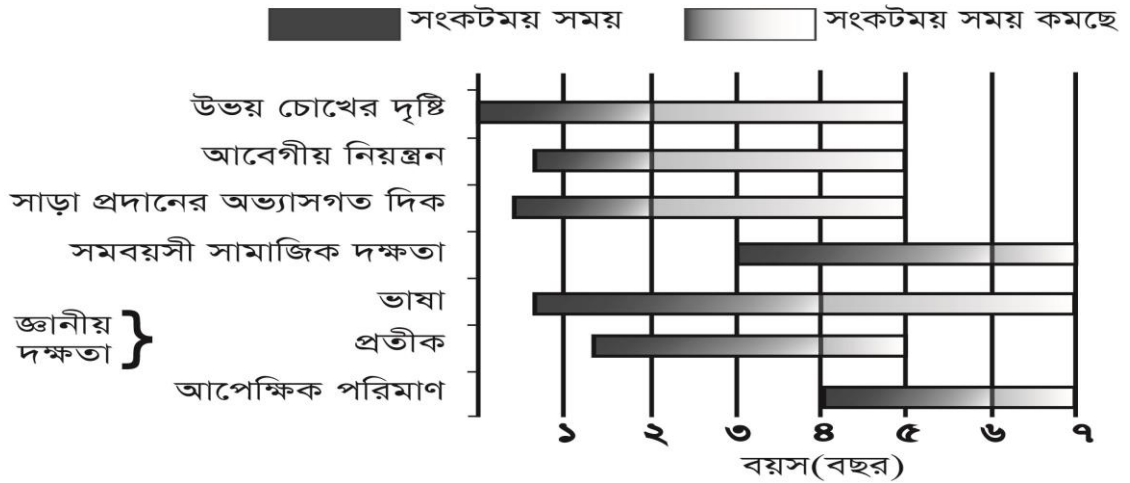 সংকটময় সময়
সংকটময় সময় কমছে
উভয় চোখের দৃষ্টি
আবেগীয় নিয়ন্ত্রন
সাড়া প্রদানের অভ্যাসগত দিক
সমবয়সী সামাজিক দক্ষতা
ভাষা
জ্ঞানীয়
দক্ষতা
}
প্রতীক
আপেক্ষিক পরিমাণ
১ ২ ৩ ৪ ৫ ৬ ৭
বয়স(বছর)